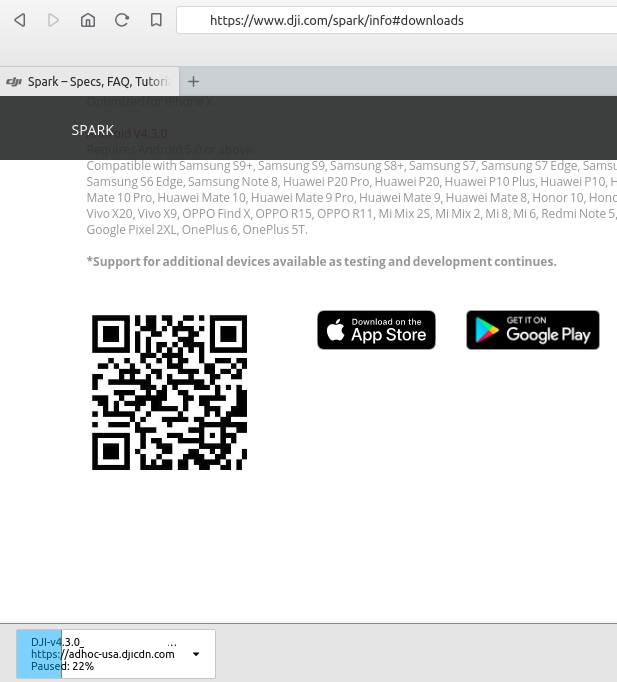 https://www.dji.com/spark/info#downloads
dji Spark – Specs, FAQ, Tutoria
Optimized for iPhone X.
SPARK
Android V4.3.0
Requires Android 5.0 or above.
Compatible with Samsung S9+, Samsung S9, Samsung S8+, Samsung S7, Samsung S7 Edge, Samsu
Samsung S6 Edge, Samsung Note 8, Huawei P20 Pro, Huawei P20, Huawei P10 Plus, Huawei P10, H
Mate 10 Pro, Huawei Mate 10, Huawei Mate 9 Pro, Huawei Mate 9, Huawei Mate 8, Honor 10, Hono
Vivo X20, Vivo X9, OPPO Find X, OPPO R15, OPPO R11, Mi Mix 2S, Mi Mix 2, Mi 8, Mi 6, Redmi Note 5,
Google Pixel 2XL, OnePlus 6, OnePlus 5T.
*Support for additional devices available as testing and development continues.
Download on the
App Store
GET IT ON
Google Play
DJI-v4.3.0_ ...
https://adhoc-usa.djicdn.com
Paused: 22%